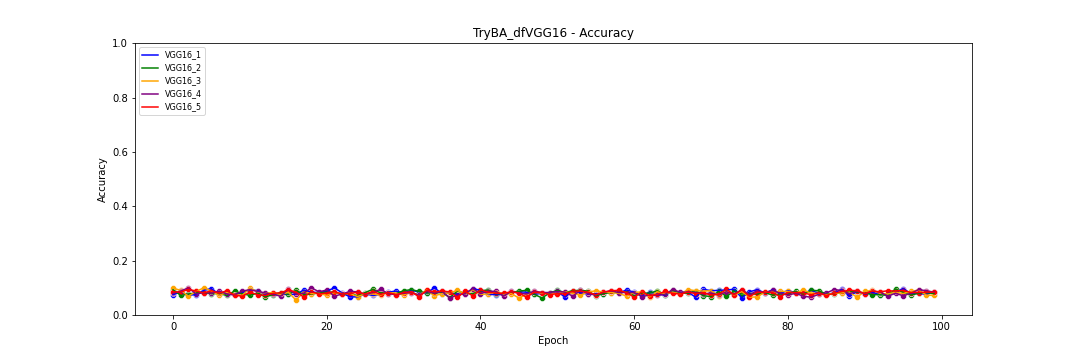 TryBA_dfVGG16 - Accuracy
1.0
0.8
0.6
0.4
0.2
0.0
Accuracy
VGG16_1
VGG16_2
VGG16_3
VGG16_4
VGG16_5
0 20 40 60 80 100
Epoch